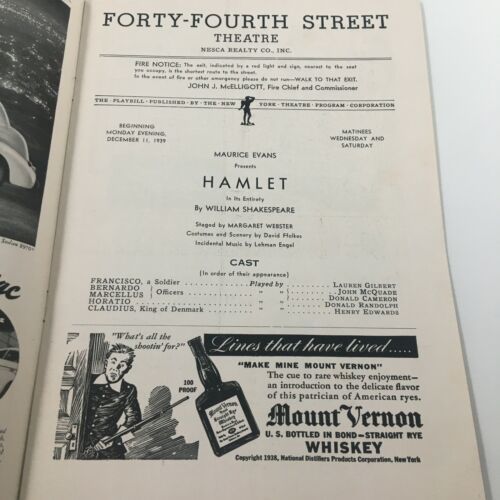 FORTY-FOURTH STREET
THEATRE
NESCA REALTY CO., INC.
FIRE NOTICE: The exit, indicated by a red light and sign, nearest to the seat
you occupy, is the shortest route to the street.
In the event of fire or other emergency please do not run—WALK TO THAT EXIT.
JOHN J. McELLIGOTT, Fire Chief and Commissioner
THE · PLAYBILL · PUBLISHED · BY · THE · NEW YORK · THEATRE · PROGRAM · CORPORATION
BEGINNING
MONDAY EVENING,
DECEMBER 11, 1939
MATINEES
WEDNESDAY AND
SATURDAY
MAURICE EVANS
Presents
HAMLET
In its Entirety
By WILLIAM SHAKESPEARE
Staged by MARGARET WEBSTER
Costumes and Scenery by David Ffolkes
Incidental Music by Lehman Engel
CAST
(In order of their appearance)
FRANCISCO, a Soldier Played by LAUREN GILBERT
BERNARDO } Officers " " JOHN McQUADE
MARCELLUS } " " DONALD CAMERON
HORATIO " " DONALD RANDOLPH
CLAUDIUS, King of Denmark " " HENRY EDWARDS
"What's all the
shootin' for?"
100
PROOF
Mount Vernon
Lines that have lived.....
"MAKE MINE MOUNT VERNON"
The cue to rare whiskey enjoyment—
an introduction to the delicate flavor
of this patrician of American ryes.
Mount Vernon
U. S. BOTTLED IN BOND—STRAIGHT RYE
WHISKEY
Copyright 1938, National Distillers Products Corporation, New York